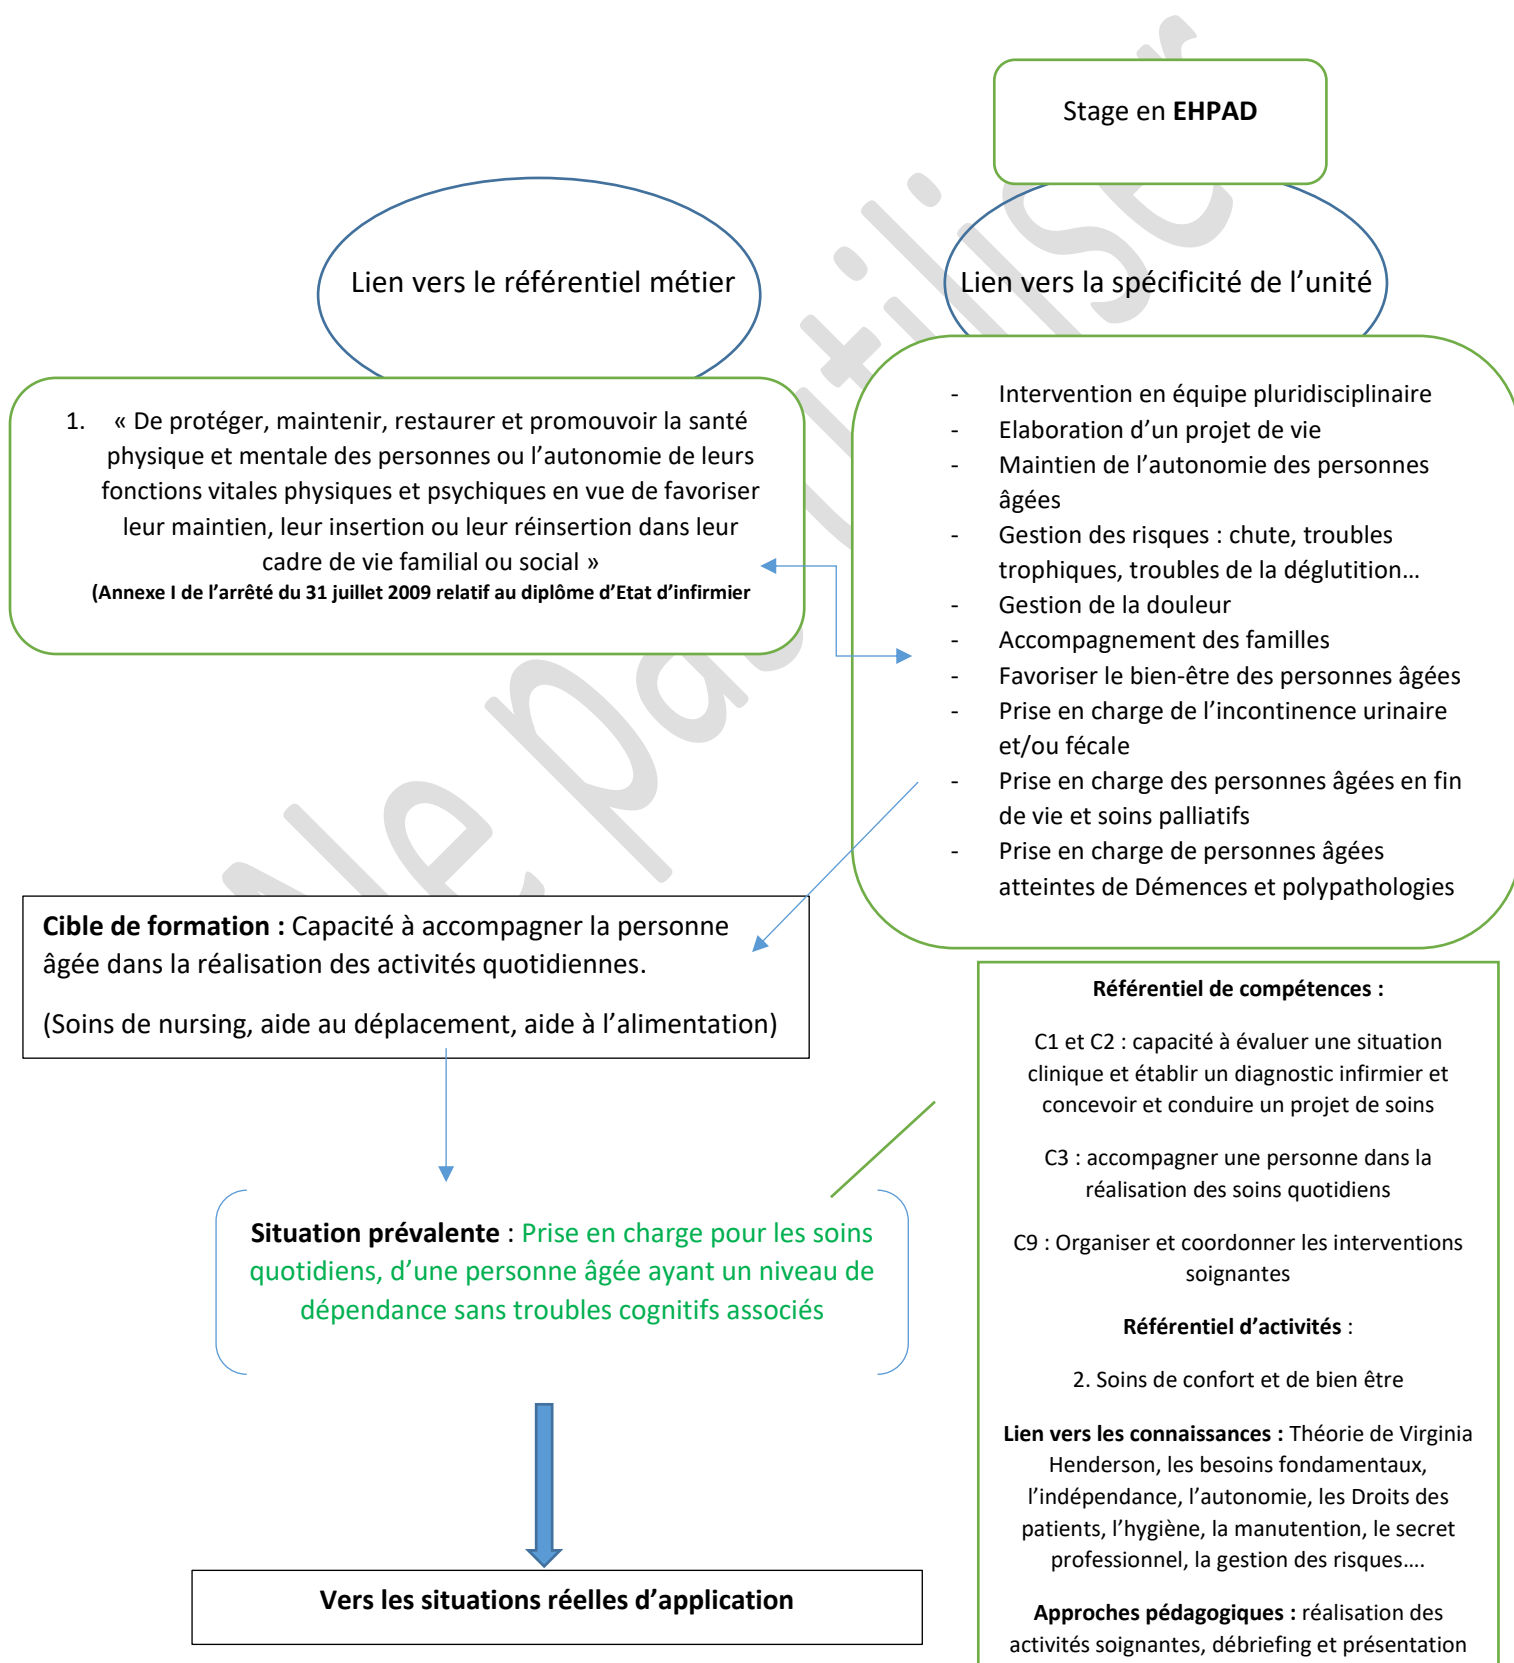 Stage en EHPAD
Lien vers le référentiel métier
Lien vers la spécificité de l’unité
1. « De protéger, maintenir, restaurer et promouvoir la santé
physique et mentale des personnes ou l’autonomie de leurs
fonctions vitales physiques et psychiques en vue de favoriser
leur maintien, leur insertion ou leur réinsertion dans leur
cadre de vie familial ou social »
(Annexe I de l’arrêté du 31 juillet 2009 relatif au diplôme d’Etat d’infirmier
- Intervention en équipe pluridisciplinaire
- Elaboration d’un projet de vie
- Maintien de l’autonomie des personnes
âgées
- Gestion des risques : chute, troubles
trophiques, troubles de la déglutition…
- Gestion de la douleur
- Accompagnement des familles
- Favoriser le bien-être des personnes âgées
- Prise en charge de l’incontinence urinaire
et/ou fécale
- Prise en charge des personnes âgées en fin
de vie et soins palliatifs
- Prise en charge de personnes âgées
atteintes de Démences et polypathologies
Cible de formation : Capacité à accompagner la personne
âgée dans la réalisation des activités quotidiennes.
(Soins de nursing, aide au déplacement, aide à l’alimentation)
Situation prévalente : Prise en charge pour les soins
quotidiens, d’une personne âgée ayant un niveau de
dépendance sans troubles cognitifs associés
Vers les situations réelles d’application
Référentiel de compétences :
C1 et C2 : capacité à évaluer une situation
clinique et établir un diagnostic infirmier et
concevoir et conduire un projet de soins
C3 : accompagner une personne dans la
réalisation des soins quotidiens
C9 : Organiser et coordonner les interventions
soignantes
Référentiel d’activités :
2. Soins de confort et de bien être
Lien vers les connaissances : Théorie de Virginia
Henderson, les besoins fondamentaux,
l’indépendance, l’autonomie, les Droits des
patients, l’hygiène, la manutention, le secret
professionnel, la gestion des risques….
Approches pédagogiques : réalisation des
activités soignantes, débriefing et présentation
Ne pas utiliser